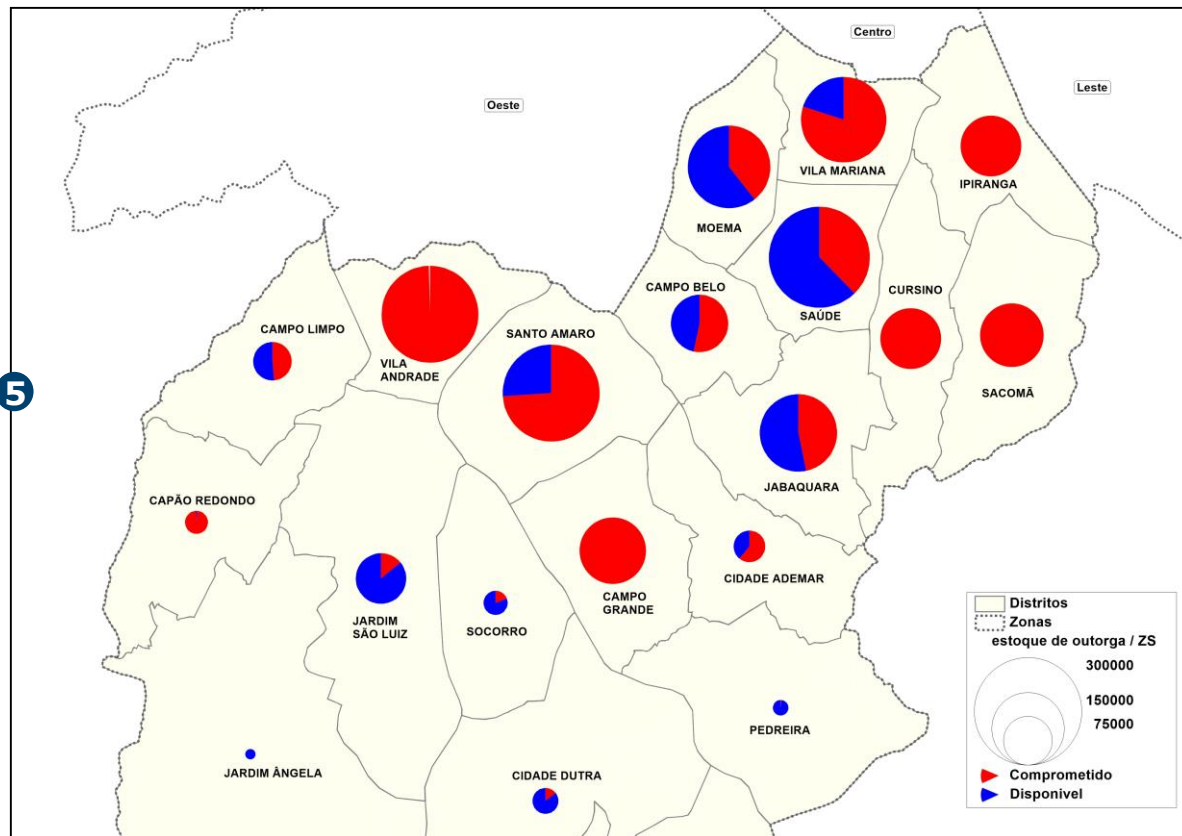 Centro
Leste
Oeste
VILA MARIANA
IPIRANGA
MOEMA
CAMPO BELO
CURSINO
SAÚDE
CAMPO LIMPO
SANTO AMARO
VILA
ANDRADE
5
SACOMÃ
JABAQUARA
CAPÃO REDONDO
CIDADE ADEMAR
CAMPO
GRANDE
JARDIM
SÃO LUIZ
SOCORRO
PEDREIRA
JARDIM ÂNGELA
CIDADE DUTRA
Distritos
Zonas
estoque de outorga / ZS
300000
150000
75000
Comprometido
Disponivel